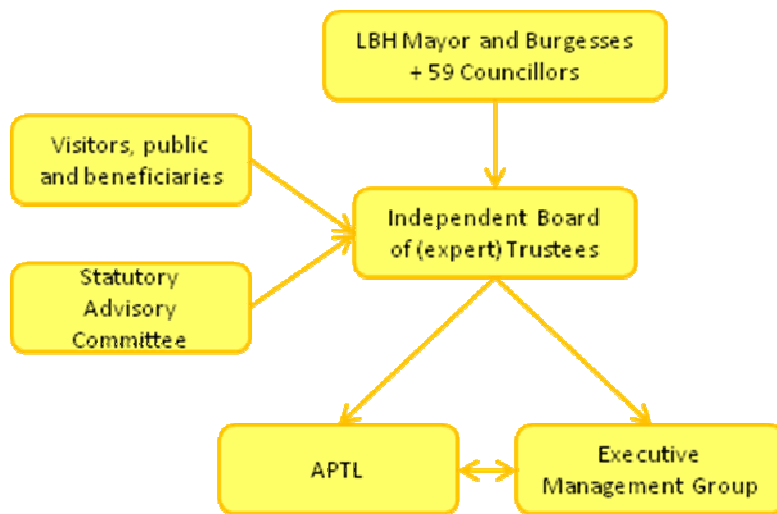 LBH Mayor and Burgesses
+ 59 Councillors
Visitors, public
and beneficiaries
Independent Board
of (expert) Trustees
Statutory
Advisory
Committee
APTL
Executive
Management Group